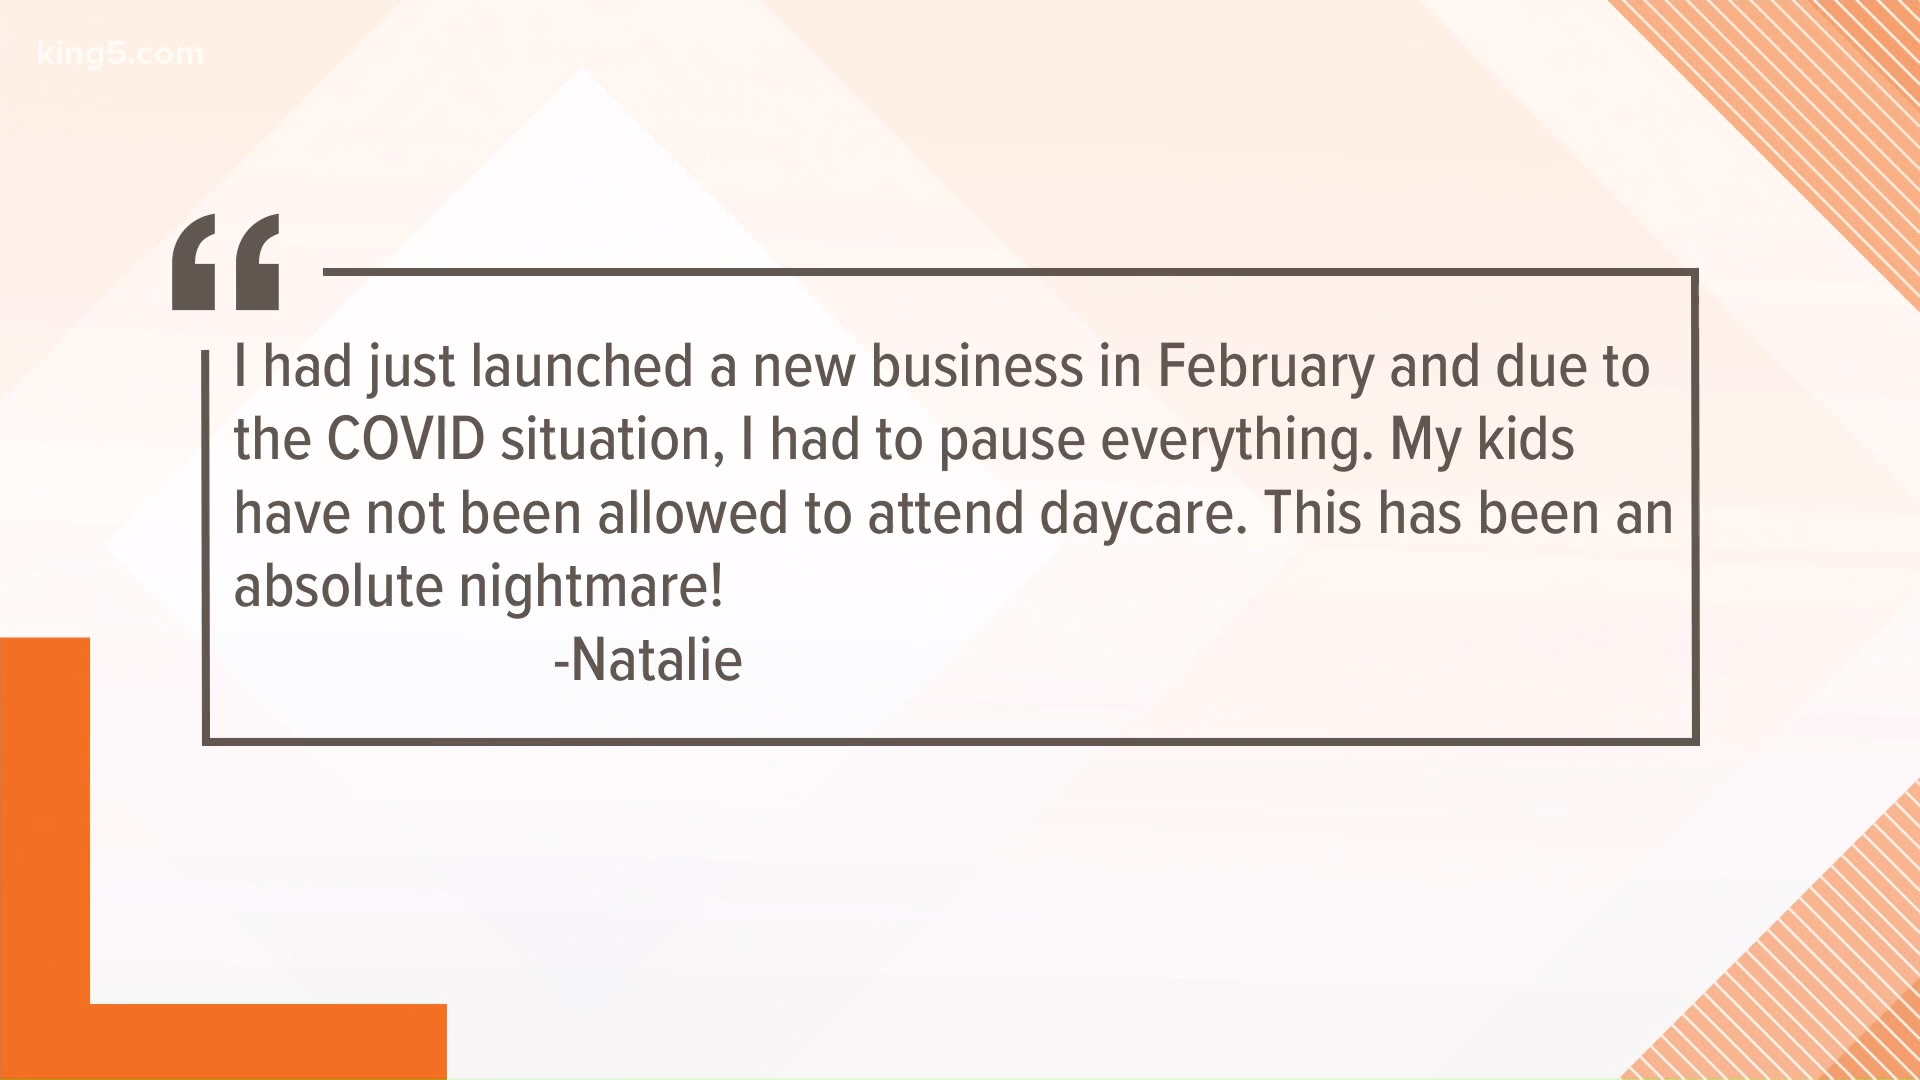 king5.com
“
I had just launched a new business in February and due to
the COVID situation, I had to pause everything. My kids
have not been allowed to attend daycare. This has been an
absolute nightmare!
-Natalie